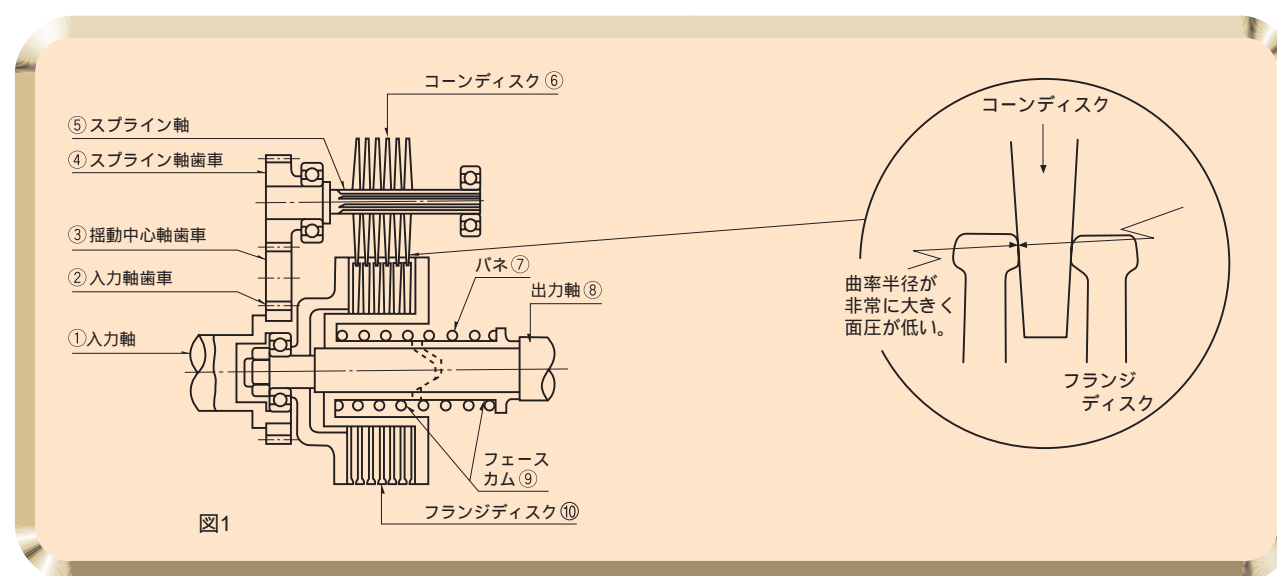 コーンディスク⑥
⑤スプライン軸
④スプライン軸歯車
③揺動中心軸歯車
②入力軸歯車
①入力軸
バネ⑦
出力軸⑧
フェース
カム⑨
フランジディスク⑩
図1
コーンディスク
曲率半径が
非常に大きく
面圧が低い。
フランジ
ディスク